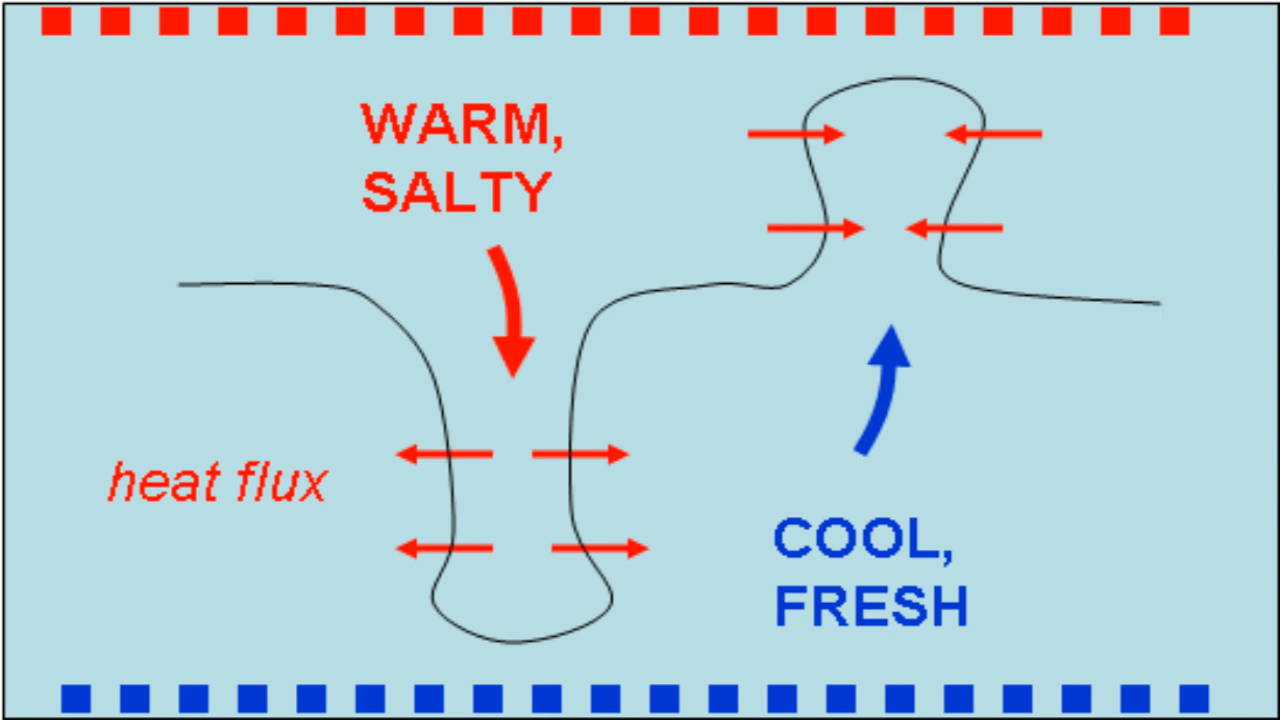 WARM,
SALTY
heat flux
COOL,
FRESH